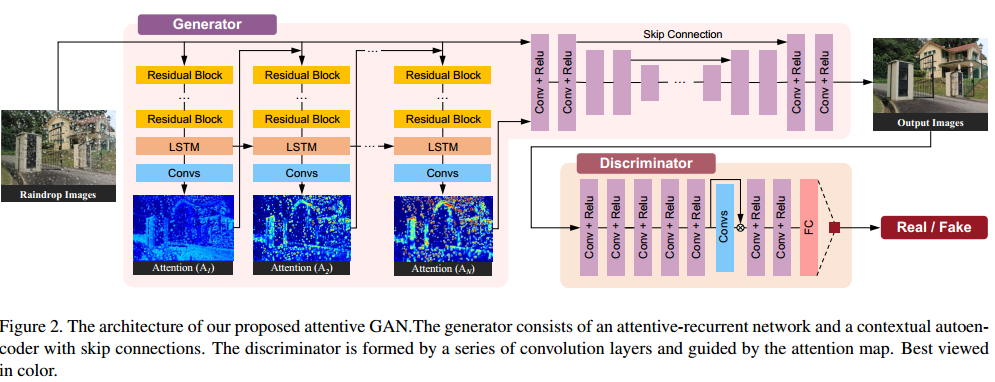 Generator
Skip Connection
Residual Block
Residual Block
Residual Block
...
...
...
...
Residual Block
Residual Block
Residual Block
LSTM
LSTM
...
LSTM
Convs
Convs
Convs
Raindrop Images
Attention (A1)
Attention (A2)
Attention (AN)
Conv + Relu
Conv + Relu
...
Conv + Relu
Conv + Relu
Output Images
Discriminator
Conv + Relu
Conv + Relu
Conv + Relu
Conv + Relu
Conv + Relu
Convs
Conv + Relu
Conv + Relu
FC
Real / Fake
Figure 2. The architecture of our proposed attentive GAN.The generator consists of an attentive-recurrent network and a contextual autoen-
coder with skip connections. The discriminator is formed by a series of convolution layers and guided by the attention map. Best viewed
in color.